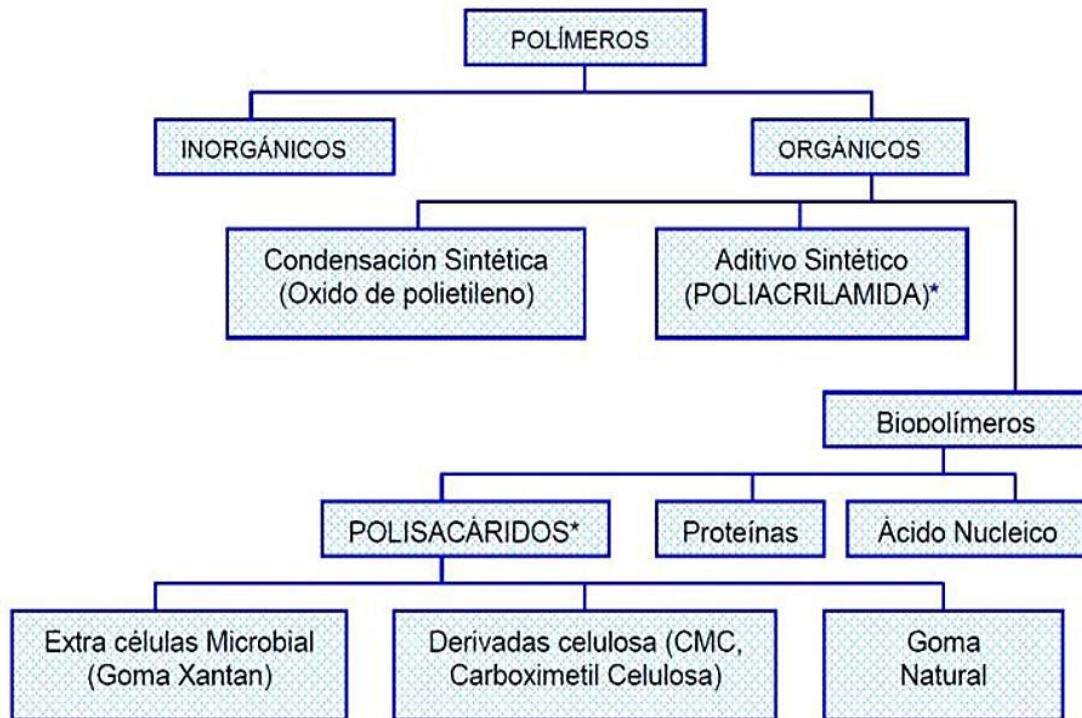 POLÍMEROS
INORGÁNICOS
ORGÁNICOS
Condensación Sintética
(Oxido de polietileno)
Aditivo Sintético
(POLIACRILAMIDA)*
Biopolímeros
POLISACÁRIDOS*
Proteínas
Ácido Nucleico
Extra células Microbial
(Goma Xantan)
Derivadas celulosa (CMC,
Carboximetil Celulosa)
Goma
Natural